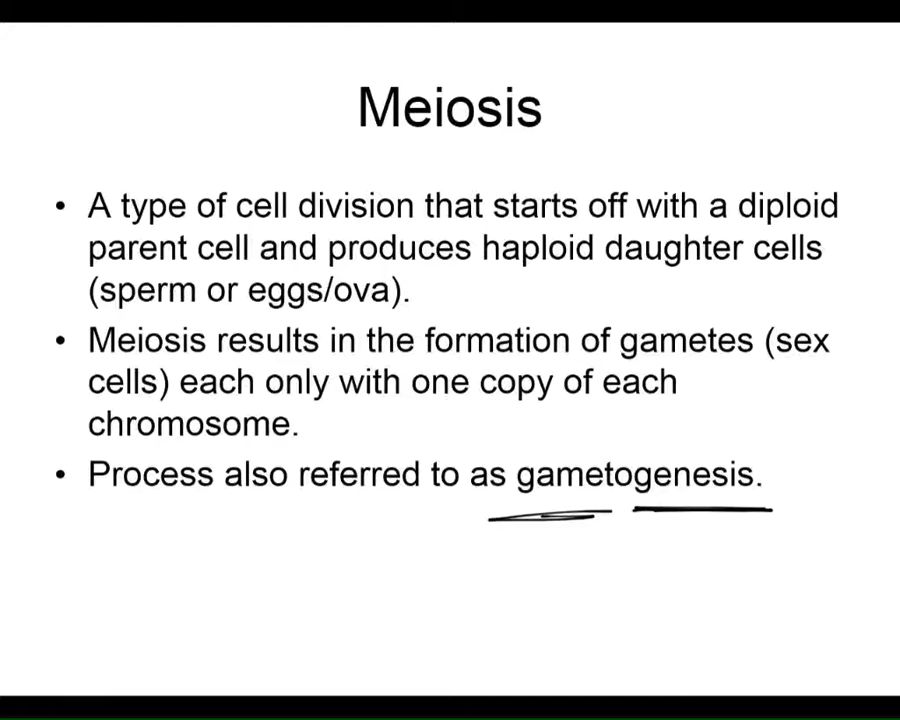 Meiosis
• A type of cell division that starts off with a diploid
parent cell and produces haploid daughter cells
(sperm or eggs/ova).
• Meiosis results in the formation of gametes (sex
cells) each only with one copy of each
chromosome.
• Process also referred to as gametogenesis.